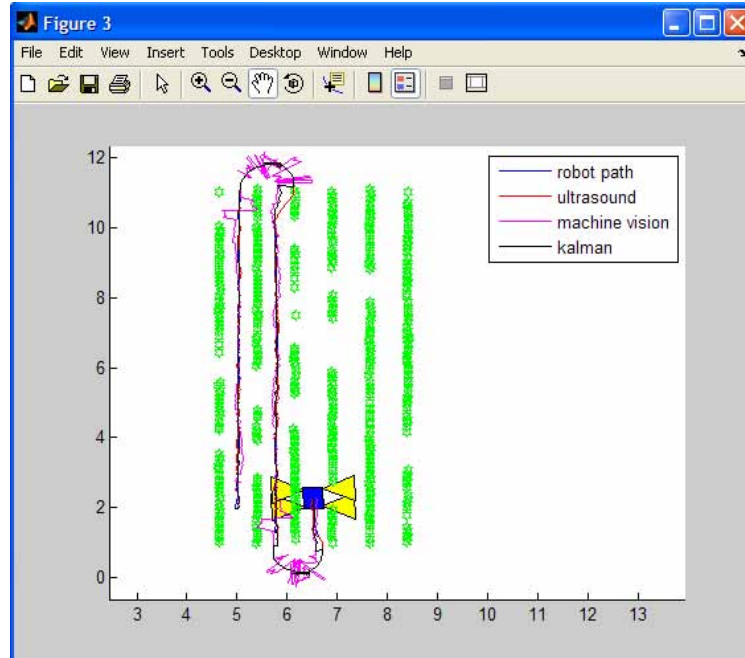 Figure 3
File Edit View Insert Tools Desktop Window Help
robot path
ultrasound
machine vision
kalman
12
10
8
6
4
2
0
3 4 5 6 7 8 9 10 11 12 13